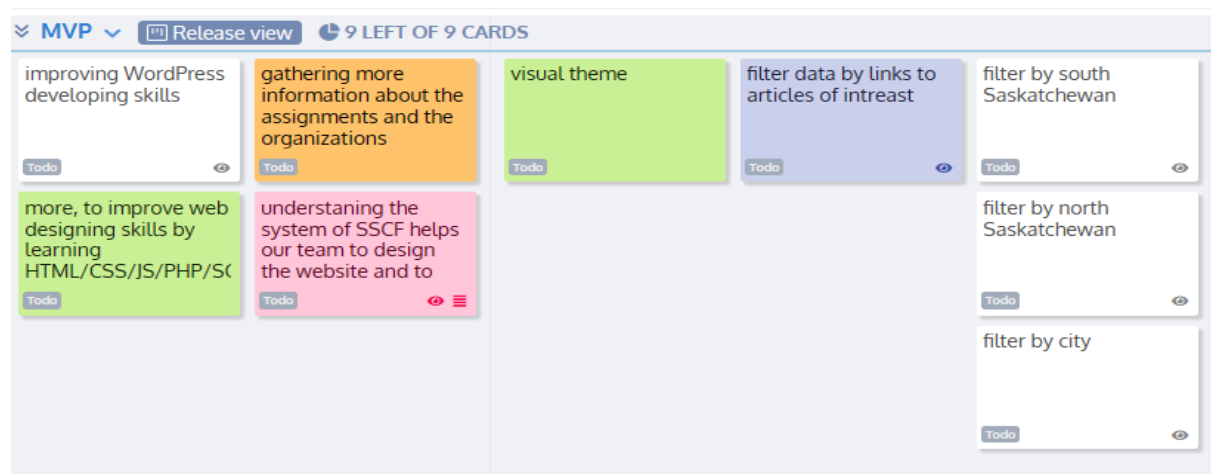 MVP Release view 9 LEFT OF 9 CARDS
improving WordPress
developing skills
Todo
gathering more
information about the
assignments and the
organizations
Todo
visual theme
Todo
filter data by links to
articles of intreast
Todo
filter by south
Saskatchewan
Todo
more, to improve web
designing skills by
learning
HTML/CSS/JS/PHP/S
Todo
understaning the
system of SSCF helps
our team to design
the website and to
Todo
filter by north
Saskatchewan
Todo
filter by city
Todo